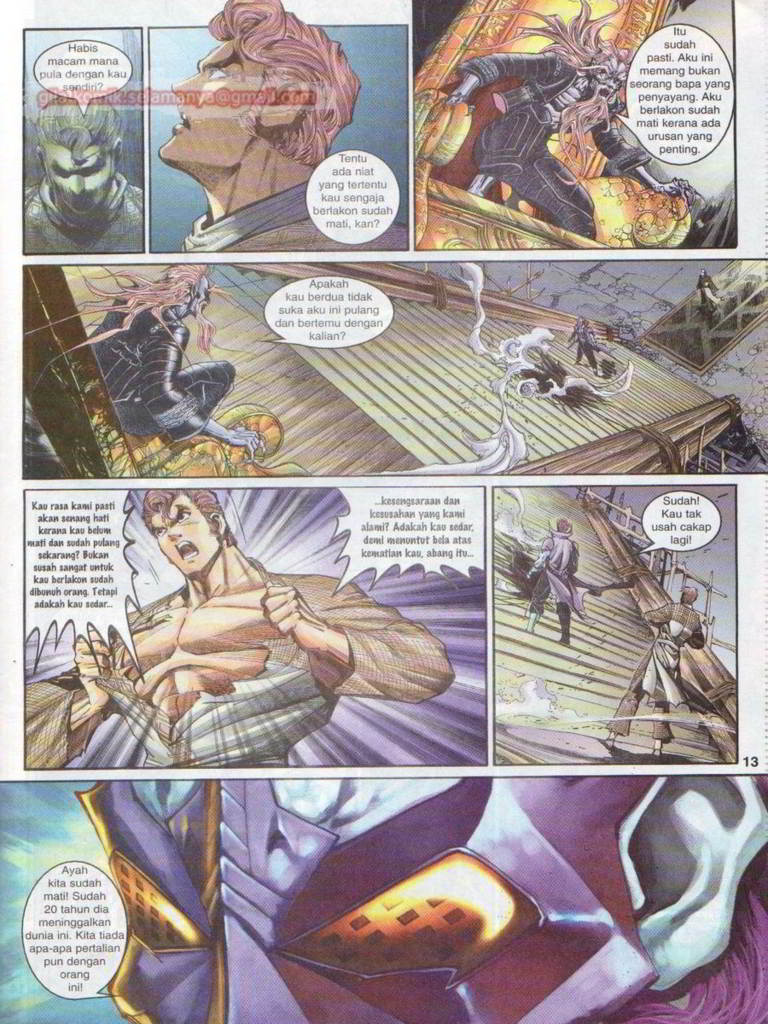 Habis
macam mana
pula dengan kau
sendiri?
gilakomik.selamanya@gmail.com
Tentu
ada niat
yang tertentu
kau sengaja
berlakon sudah
mati, kan?
Itu
sudah
pasti. Aku ini
memang bukan
seorang bapa yang
penyayang. Aku
berlakon sudah
mati kerana ada
urusan yang
penting.
Apakah
kau berdua tidak
suka aku ini pulang
dan bertemu dengan
kalian?
Kau rasa kami pasti
akan senang hati
kerana kau belum
mati dan sudah pulang
sekarang? Bukan
susah sangat untuk
kau berlakon sudah
dibunuh orang. Tetapi
adakah kau sedar...
...kesengsaraan dan
kesusahan yang kami
alami? Adakah kau sedar,
demi menuntut bela atas
kematian kau, abang itu...
Sudah!
Kau tak
usah cakap
lagi!
13
Ayah
kita sudah
mati! Sudah
20 tahun dia
meninggalkan
dunia ini. Kita tiada
apa-apa pertalian
pun dengan
orang
ini!